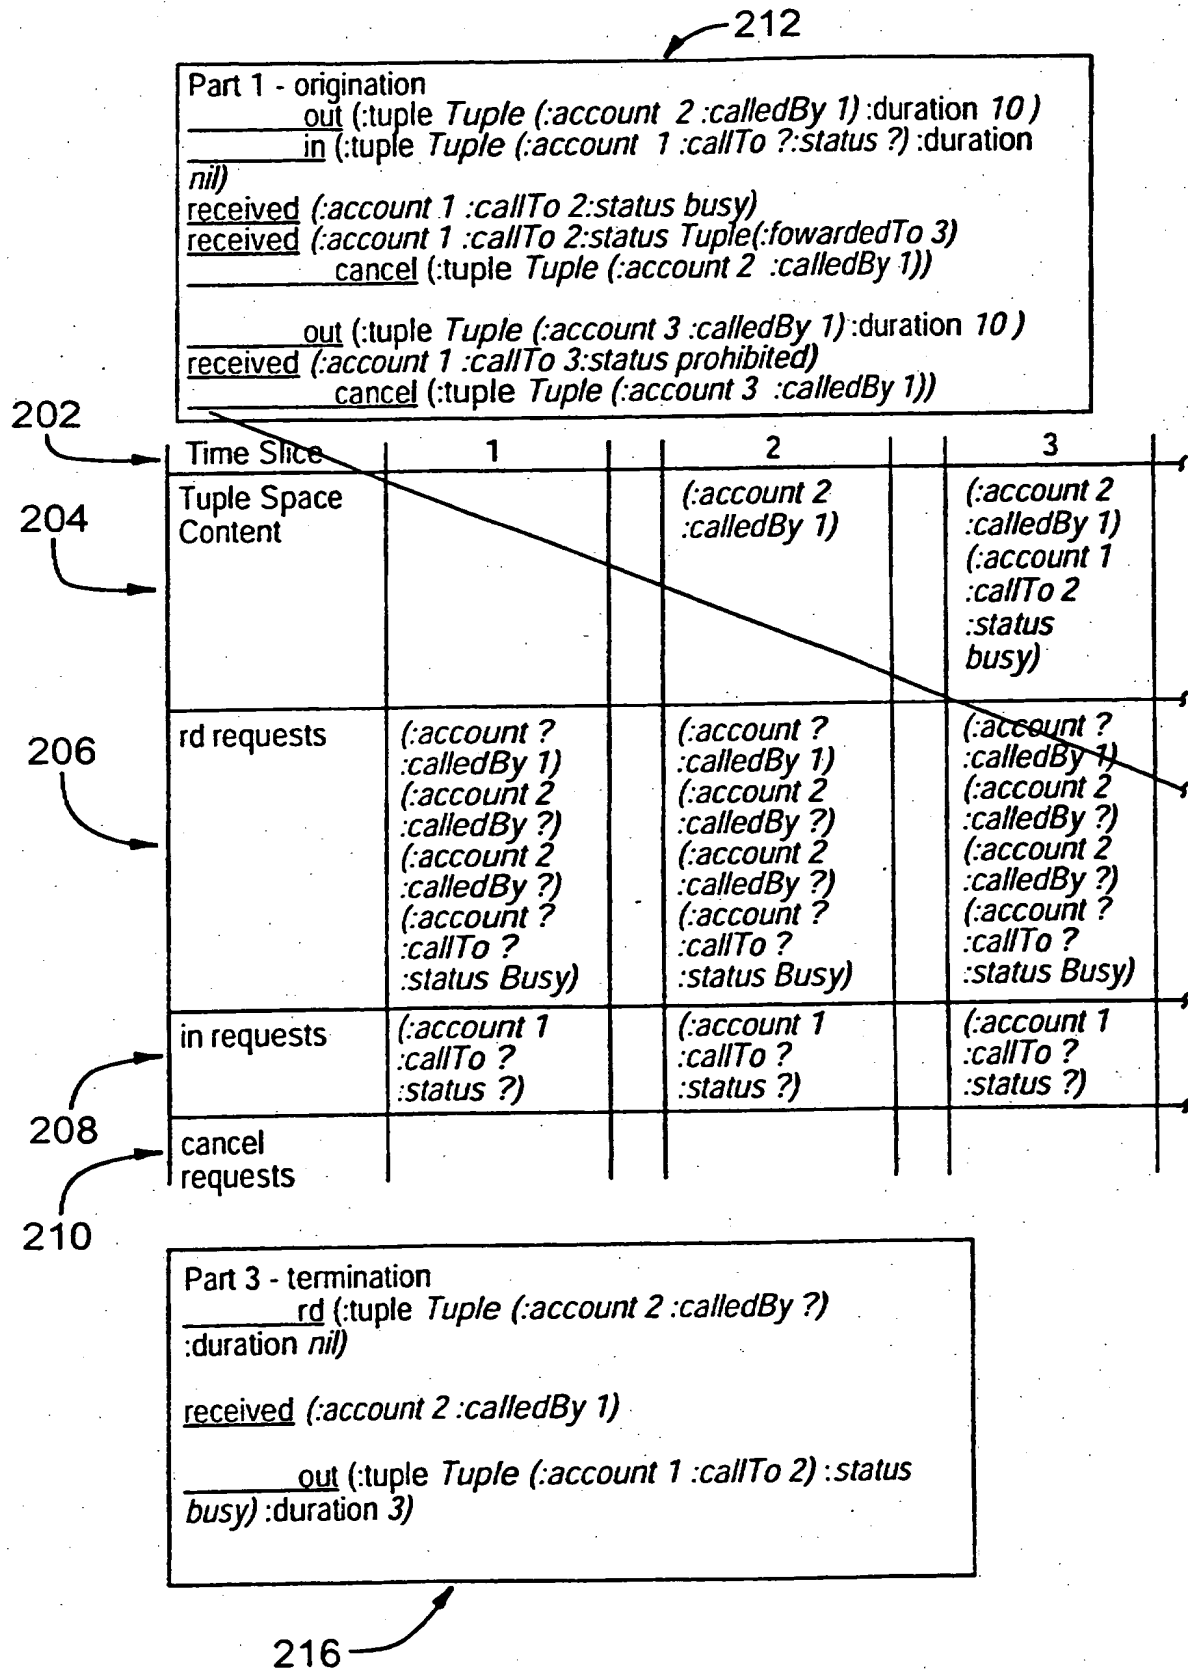 212
Part 1 - origination
out (:tuple Tuple (:account 2 :calledBy 1) :duration 10 )
in (:tuple Tuple (:account 1 :callTo ?:status ?) :duration
nil)
received (:account 1 :callTo 2:status busy)
received (:account 1 :callTo 2:status Tuple(:fowardedTo 3)
cancel (:tuple Tuple (:account 2 :calledBy 1))
out (:tuple Tuple (:account 3 :calledBy 1) :duration 10 )
received (:account 1 :callTo 3:status prohibited)
cancel (:tuple Tuple (:account 3 :calledBy 1))
202
Time Slice 1 2 3
204
Tuple Space
Content
(:account 2
:calledBy 1)
(:account 2
:calledBy 1)
(:account 1
:callTo 2
:status
busy)
206
rd requests
(:account ?
:calledBy 1)
(:account 2
:calledBy ?)
(:account 2
:calledBy ?)
(:account ?
:callTo ?
:status Busy)
(:account ?
:calledBy 1)
(:account 2
:calledBy ?)
(:account 2
:calledBy ?)
(:account ?
:callTo ?
:status Busy)
(:account ?
:calledBy 1)
(:account 2
:calledBy ?)
(:account 2
:calledBy ?)
(:account ?
:callTo ?
:status Busy)
208
in requests
(:account 1
:callTo ?
:status ?)
(:account 1
:callTo ?
:status ?)
(:account 1
:callTo ?
:status ?)
210
cancel
requests
Part 3 - termination
rd (:tuple Tuple (:account 2 :calledBy ?)
:duration nil)
received (:account 2 :calledBy 1)
out (:tuple Tuple (:account 1 :callTo 2) :status
busy) :duration 3)
216